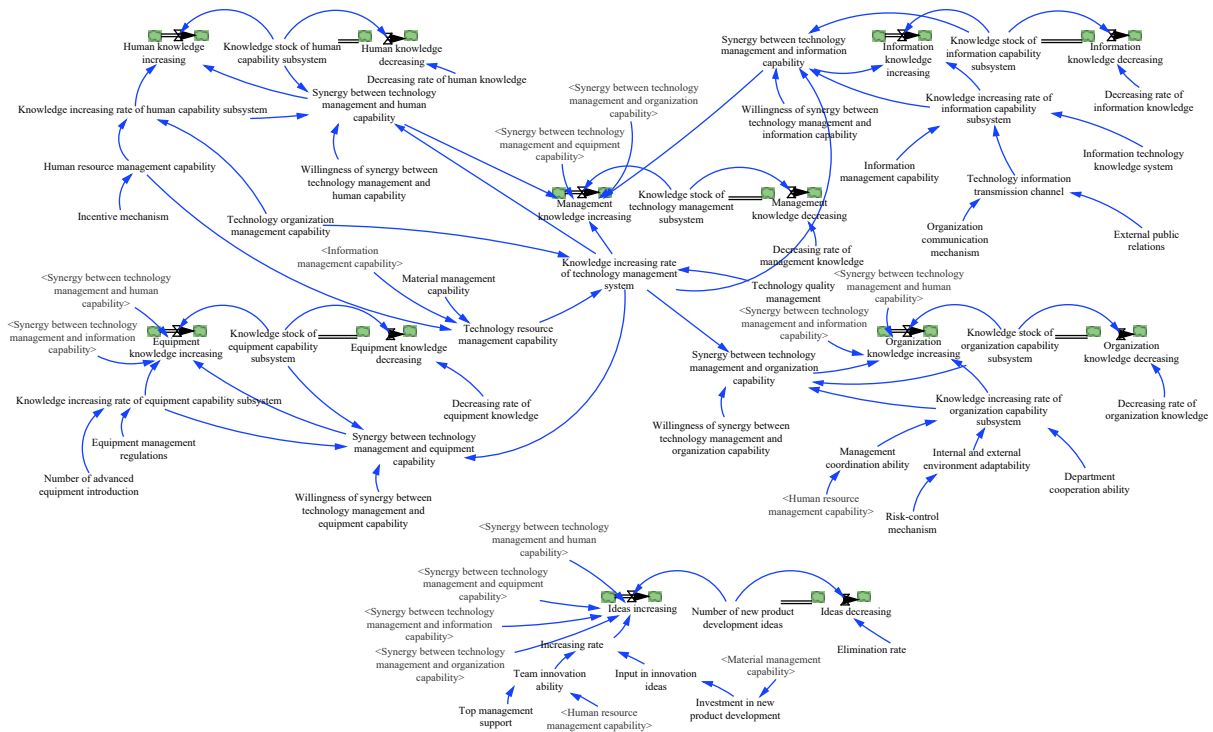 Human knowledge
increasing
Knowledge stock of human
capability subsystem
Human knowledge
decreasing
Decreasing rate of human knowledge
Synergy between technology
management and human
capability
Knowledge increasing rate of human capability subsystem
Human resource management capability
Willingness of synergy between
technology management and
human capability
Incentive mechanism
Technology organization
management capability
Synergy between technology
management and information
capability
Information
knowledge increasing
Knowledge stock of
information capability
subsystem
Information
knowledge decreasing
Decreasing rate of
information knowledge
Willingness of synergy between
technology management and
information capability
Knowledge increasing rate of
information capability
subsystem
Information
management capability
Information technology
knowledge system
Technology information
transmission channel
Organization
communication
mechanism
External public
relations
<Synergy between technology
management and organization
capability>
<Synergy between technology
management and equipment
capability>
Management
knowledge increasing
Knowledge stock of
technology management
subsystem
Management
knowledge decreasing
Decreasing rate of
management knowledge
Knowledge increasing rate
of technology management
system
Technology quality
management
<Information
management capability>
Material management
capability
Technology resource
management capability
<Synergy between technology
management and human
capability>
<Synergy between technology
management and information
capability>
Equipment
knowledge increasing
Knowledge stock of
equipment capability
subsystem
Equipment knowledge
decreasing
Decreasing rate of
equipment knowledge
Knowledge increasing rate of equipment capability subsystem
Equipment management
regulations
Number of advanced
equipment introduction
Synergy between technology
management and equipment
capability
Willingness of synergy between
technology management and
equipment capability
<Synergy between technology
management and human
capability>
<Synergy between technology
management and information
capability>
Organization
knowledge increasing
Knowledge stock of
organization capability
subsystem
Organization
knowledge decreasing
Decreasing rate of
organization knowledge
Synergy between technology
management and organization
capability
Willingness of synergy between
technology management and
organization capability
Knowledge increasing rate of
organization capability
subsystem
Management
coordination ability
Internal and external
environment adaptability
Department
cooperation ability
<Human resource
management capability>
Risk-control
mechanism
<Synergy between technology
management and human
capability>
<Synergy between technology
management and equipment
capability>
<Synergy between technology
management and information
capability>
<Synergy between technology
management and organization
capability>
Ideas increasing
Number of new product
development ideas
Ideas decreasing
Elimination rate
Increasing rate
Team innovation
ability
Input in innovation
ideas
<Material management
capability>
Top management
support
<Human resource
management capability>
Investment in new
product development